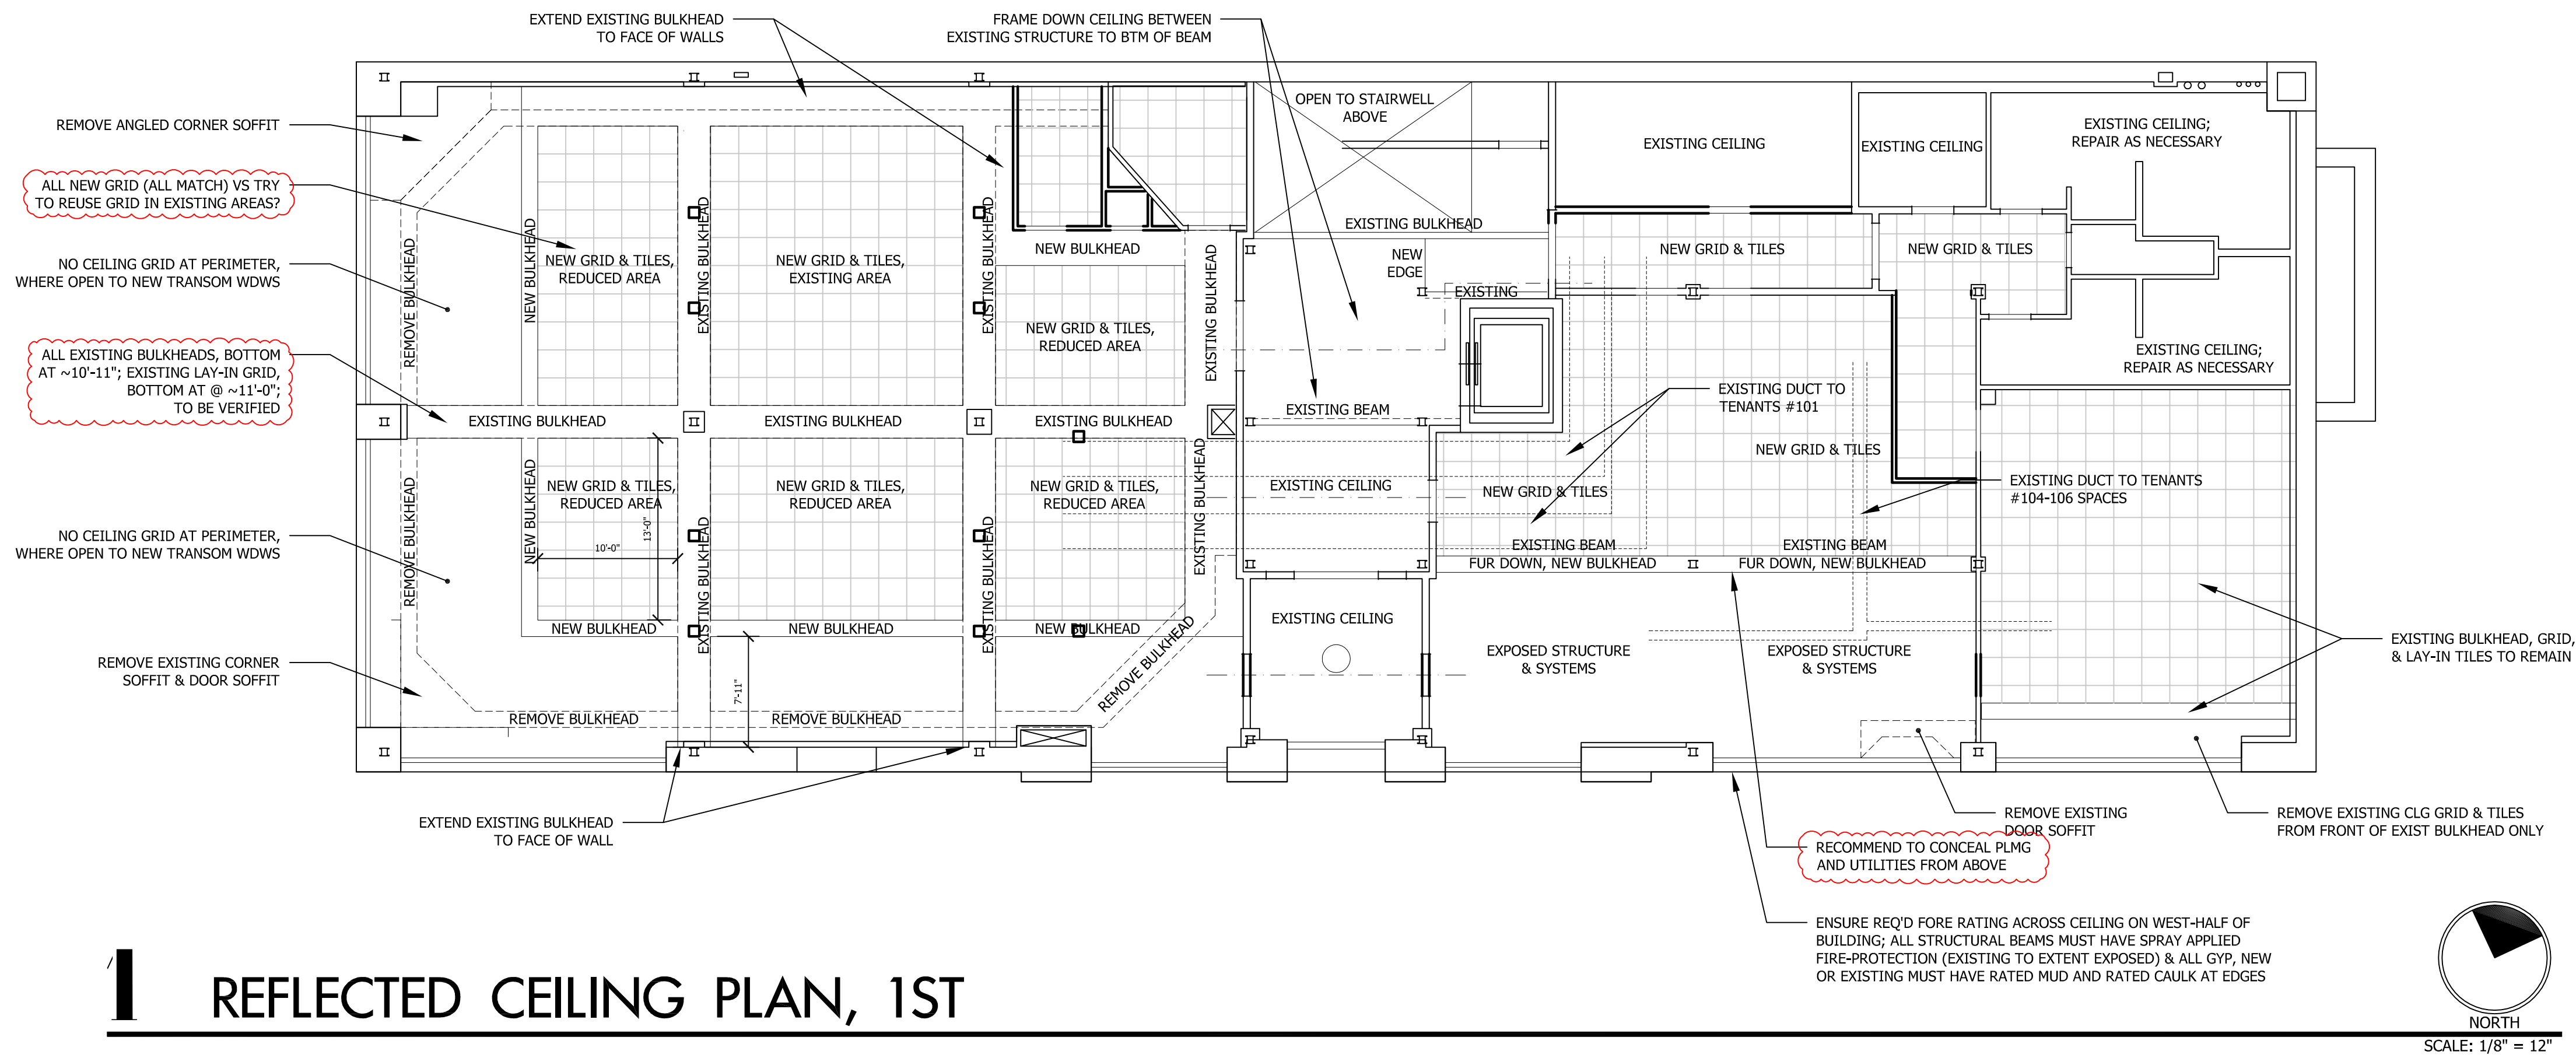 EXTEND EXISTING BULKHEAD
TO FACE OF WALLS
FRAME DOWN CEILING BETWEEN
EXISTING STRUCTURE TO BTM OF BEAM
REMOVE ANGLED CORNER SOFFIT
ALL NEW GRID (ALL MATCH) VS TRY
TO REUSE GRID IN EXISTING AREAS?
NO CEILING GRID AT PERIMETER,
WHERE OPEN TO NEW TRANSOM WDWS
ALL EXISTING BULKHEADS, BOTTOM
AT ~10'-11"; EXISTING LAY-IN GRID,
BOTTOM AT @ ~11'-0";
TO BE VERIFIED
NO CEILING GRID AT PERIMETER,
WHERE OPEN TO NEW TRANSOM WDWS
REMOVE EXISTING CORNER
SOFFIT & DOOR SOFFIT
REMOVE BULKHEAD
REMOVE BULKHEAD
NEW BULKHEAD
NEW BULKHEAD
NEW GRID & TILES,
REDUCED AREA
EXISTING BULKHEAD
NEW GRID & TILES,
EXISTING AREA
EXISTING BULKHEAD
NEW BULKHEAD
NEW GRID & TILES,
REDUCED AREA
EXISTING BULKHEAD
EXISTING BULKHEAD
EXISTING BULKHEAD
EXISTING BULKHEAD
NEW GRID & TILES,
REDUCED AREA
13'-0"
10'-0"
EXISTING BULKHEAD
NEW GRID & TILES,
REDUCED AREA
EXISTING BULKHEAD
NEW GRID & TILES,
REDUCED AREA
EXISTING BULKHEAD
NEW BULKHEAD
NEW BULKHEAD
NEW BULKHEAD
7'-11"
REMOVE BULKHEAD
REMOVE BULKHEAD
REMOVE BULKHEAD
OPEN TO STAIRWELL
ABOVE
EXISTING BULKHEAD
NEW
EDGE
EXISTING
EXISTING BEAM
EXISTING CEILING
EXISTING CEILING
EXISTING CEILING
EXISTING CEILING
EXISTING CEILING;
REPAIR AS NECESSARY
NEW GRID & TILES
NEW GRID & TILES
EXISTING CEILING;
REPAIR AS NECESSARY
EXISTING DUCT TO
TENANTS #101
NEW GRID & TILES
NEW GRID & TILES
EXISTING DUCT TO TENANTS
#104-106 SPACES
EXISTING BEAM
FUR DOWN, NEW BULKHEAD
EXISTING BEAM
FUR DOWN, NEW BULKHEAD
EXPOSED STRUCTURE
& SYSTEMS
EXPOSED STRUCTURE
& SYSTEMS
EXISTING BULKHEAD, GRID,
& LAY-IN TILES TO REMAIN
EXTEND EXISTING BULKHEAD
TO FACE OF WALL
REMOVE EXISTING
DOOR SOFFIT
REMOVE EXISTING CLG GRID & TILES
FROM FRONT OF EXIST BULKHEAD ONLY
RECOMMEND TO CONCEAL PLMG
AND UTILITIES FROM ABOVE
ENSURE REQ'D FORE RATING ACROSS CEILING ON WEST-HALF OF
BUILDING; ALL STRUCTURAL BEAMS MUST HAVE SPRAY APPLIED
FIRE-PROTECTION (EXISTING TO EXTENT EXPOSED) & ALL GYP, NEW
OR EXISTING MUST HAVE RATED MUD AND RATED CAULK AT EDGES
1
REFLECTED CEILING PLAN, 1ST
NORTH
SCALE: 1/8" = 12"